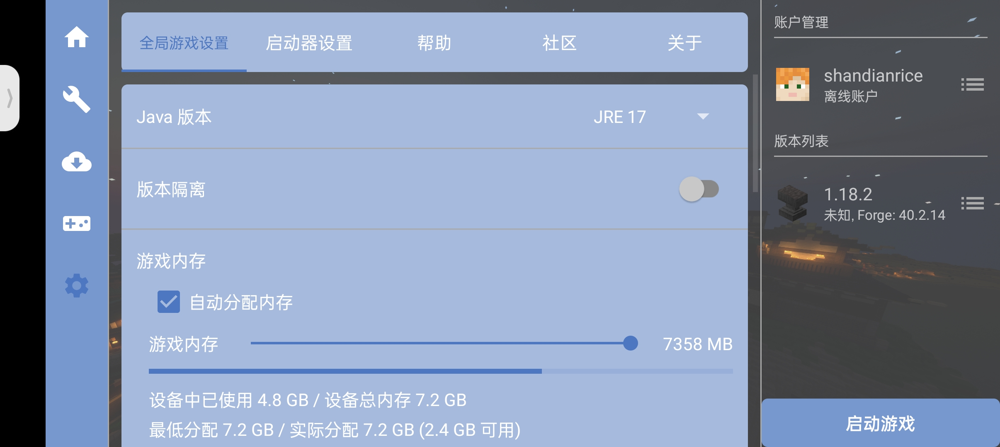 全局游戏设置
启动器设置
帮助
社区
关于
Java 版本
JRE 17
版本隔离
游戏内存
自动分配内存
游戏内存
7358 MB
设备中已使用 4.8 GB / 设备总内存 7.2 GB
最低分配 7.2 GB / 实际分配 7.2 GB (2.4 GB 可用)
账户管理
shandianrice
离线账户
版本列表
1.18.2
未知, Forge: 40.2.14
启动游戏